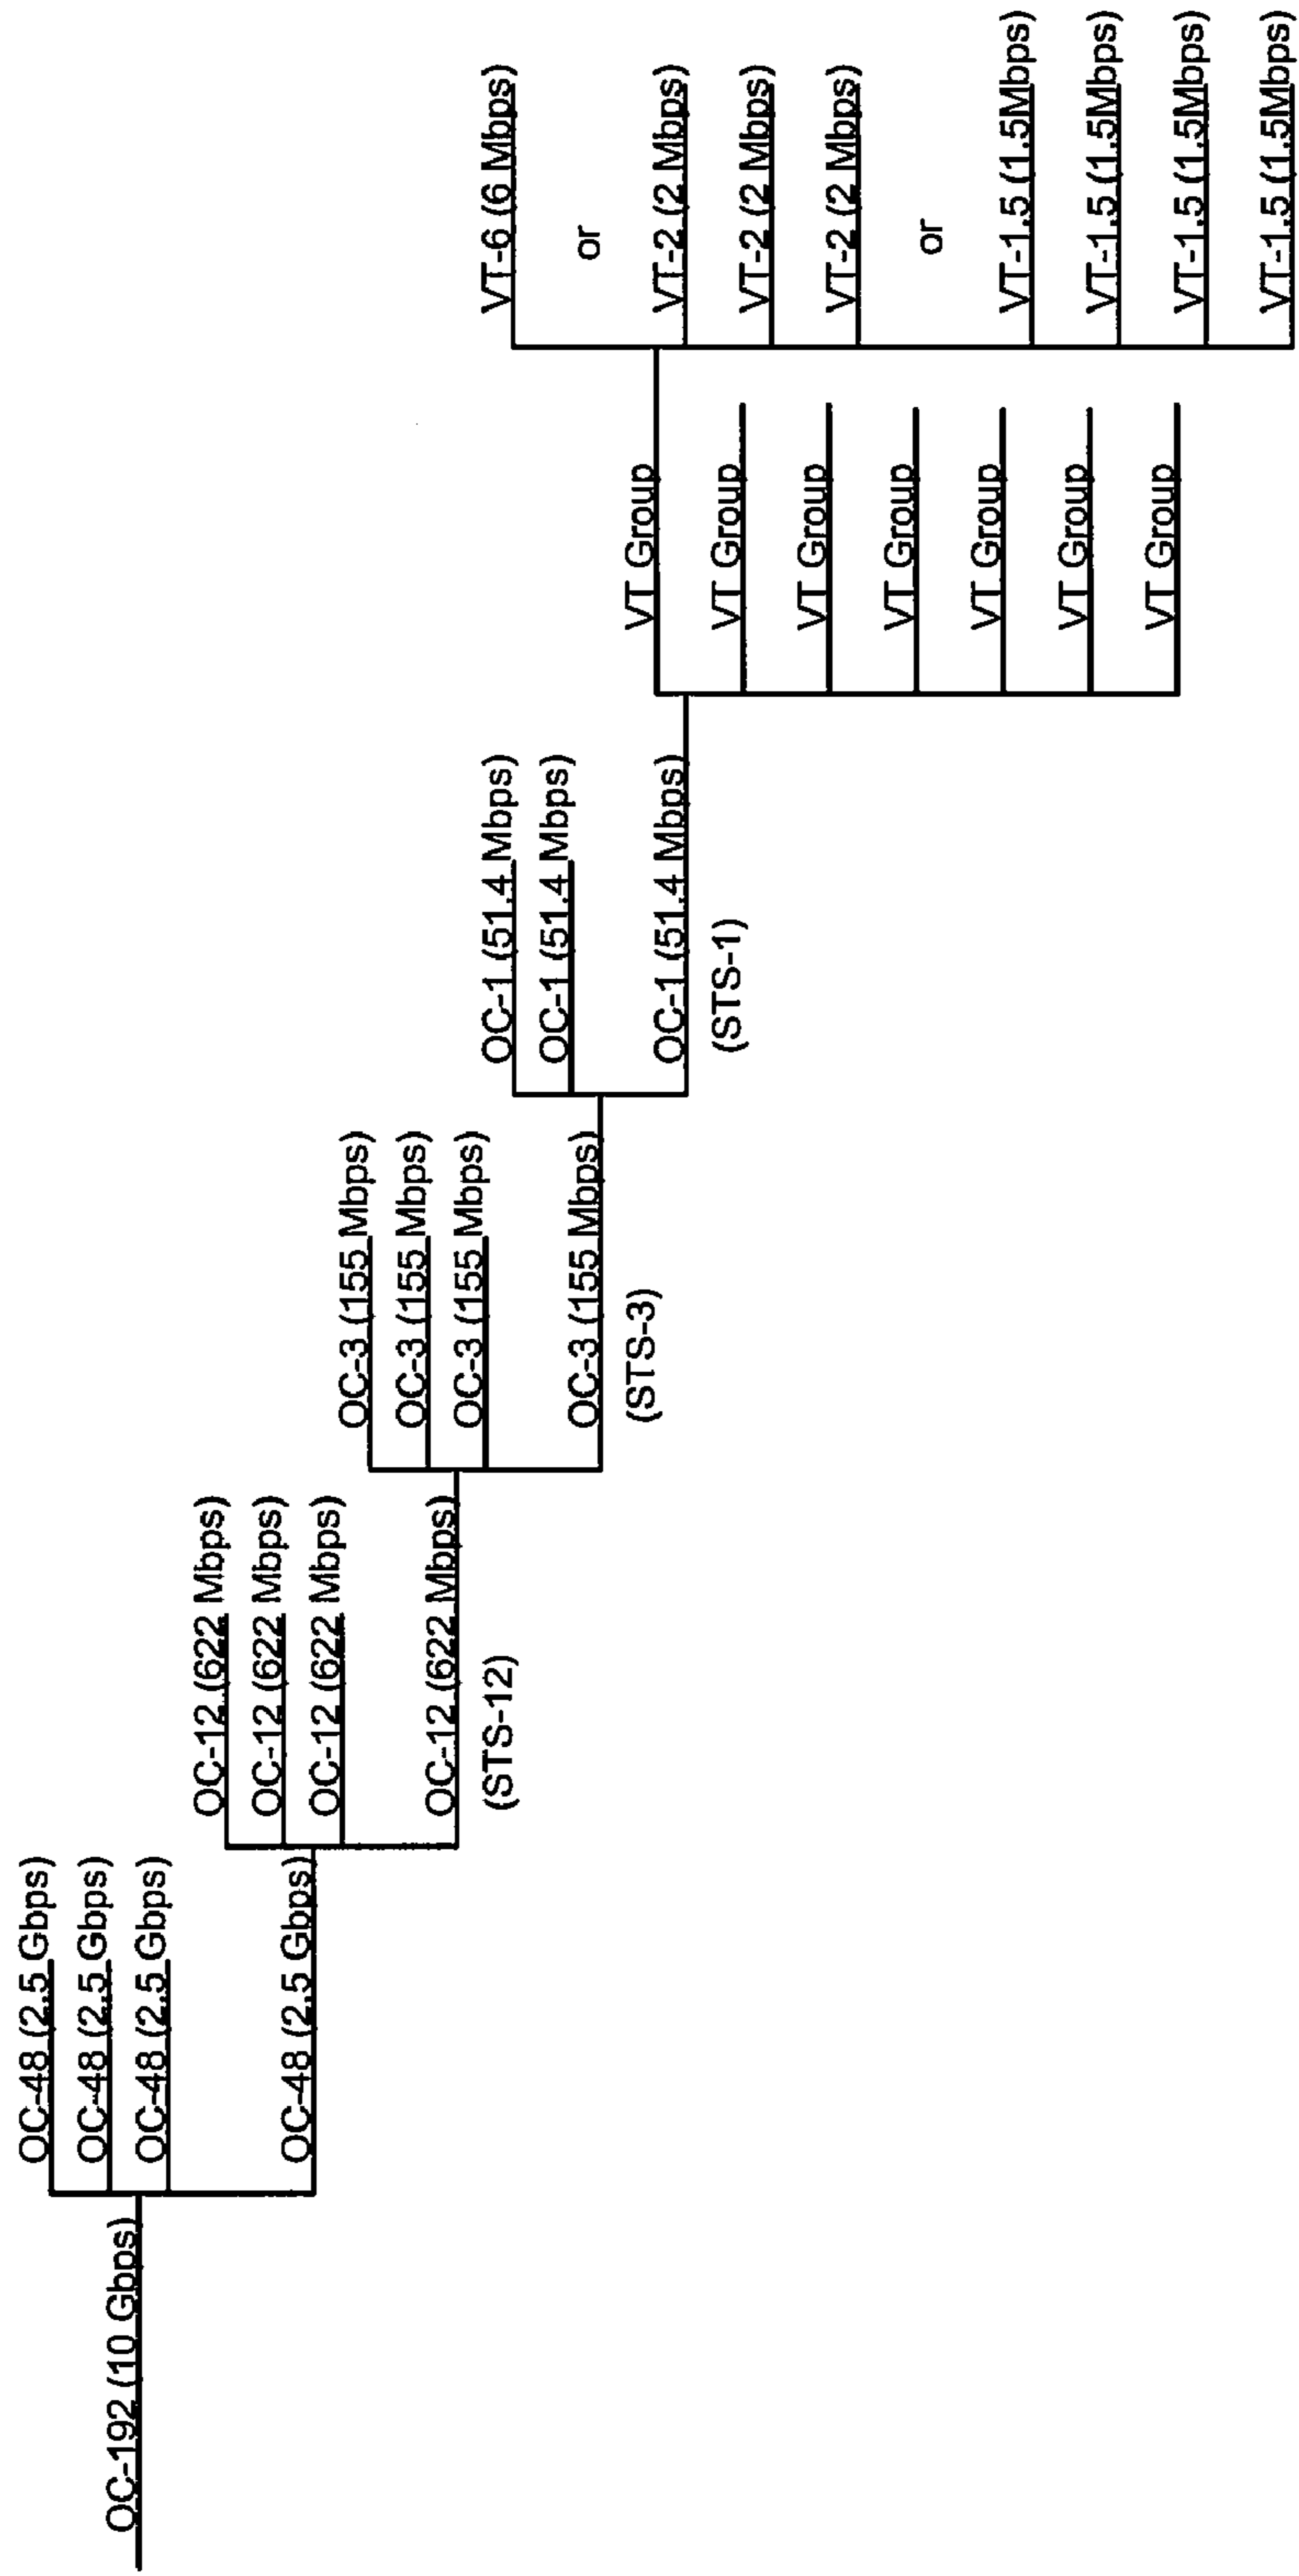 OC-192 (10 Gbps)
OC-48 (2.5 Gbps)
OC-48 (2.5 Gbps)
OC-48 (2.5 Gbps)
OC-48 (2.5 Gbps)
OC-12 (622 Mbps)
OC-12 (622 Mbps)
OC-12 (622 Mbps)
OC-12 (622 Mbps)
(STS-12)
OC-3 (155 Mbps)
OC-3 (155 Mbps)
OC-3 (155 Mbps)
OC-3 (155 Mbps)
(STS-3)
OC-1 (51.4 Mbps)
OC-1 (51.4 Mbps)
OC-1 (51.4 Mbps)
(STS-1)
VT Group
VT Group
VT Group
VT Group
VT Group
VT Group
VT Group
VT-6 (6 Mbps)
or
VT-2 (2 Mbps)
VT-2 (2 Mbps)
VT-2 (2 Mbps)
or
VT-1.5 (1.5Mbps)
VT-1.5 (1.5Mbps)
VT-1.5 (1.5Mbps)
VT-1.5 (1.5Mbps)